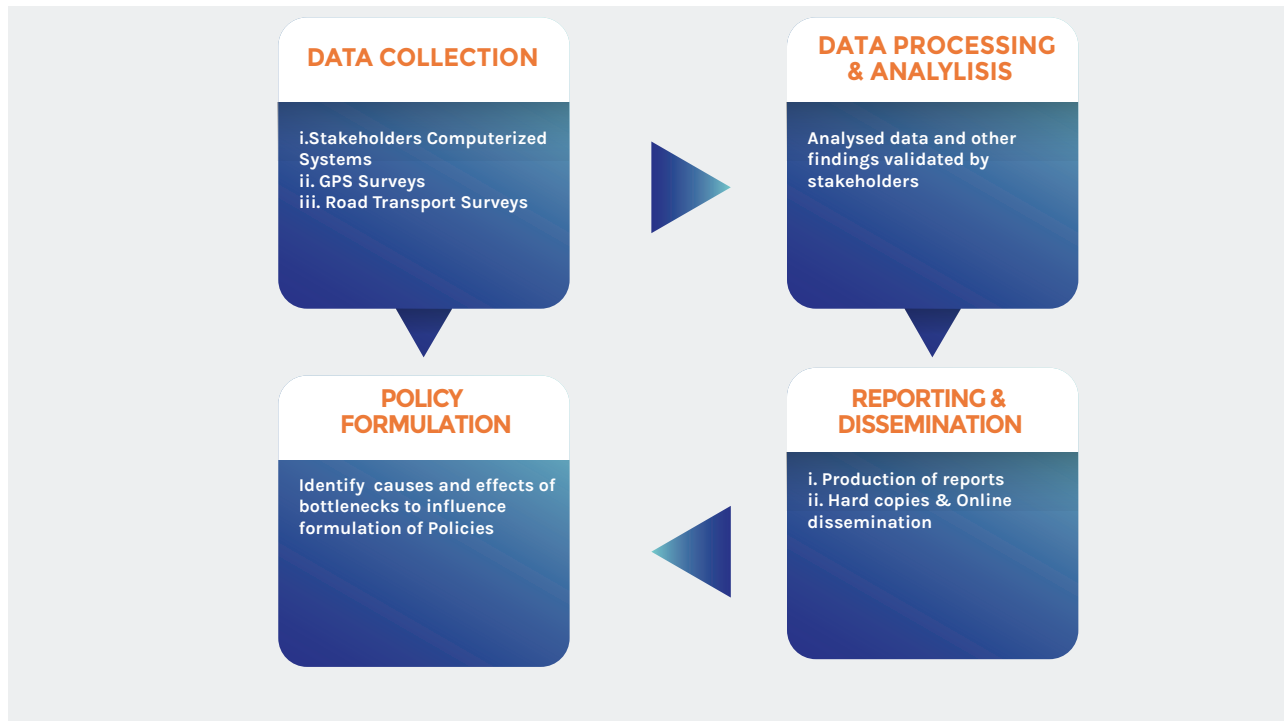 DATA COLLECTION
i.Stakeholders Computerized
Systems
ii. GPS Surveys
iii. Road Transport Surveys
DATA PROCESSING
& ANALYLISIS
Analysed data and other
findings validated by
stakeholders
POLICY
FORMULATION
Identify  causes and effects of
bottlenecks to influence
formulation of Policies
REPORTING &
DISSEMINATION
i. Production of reports
ii. Hard copies & Online
dissemination